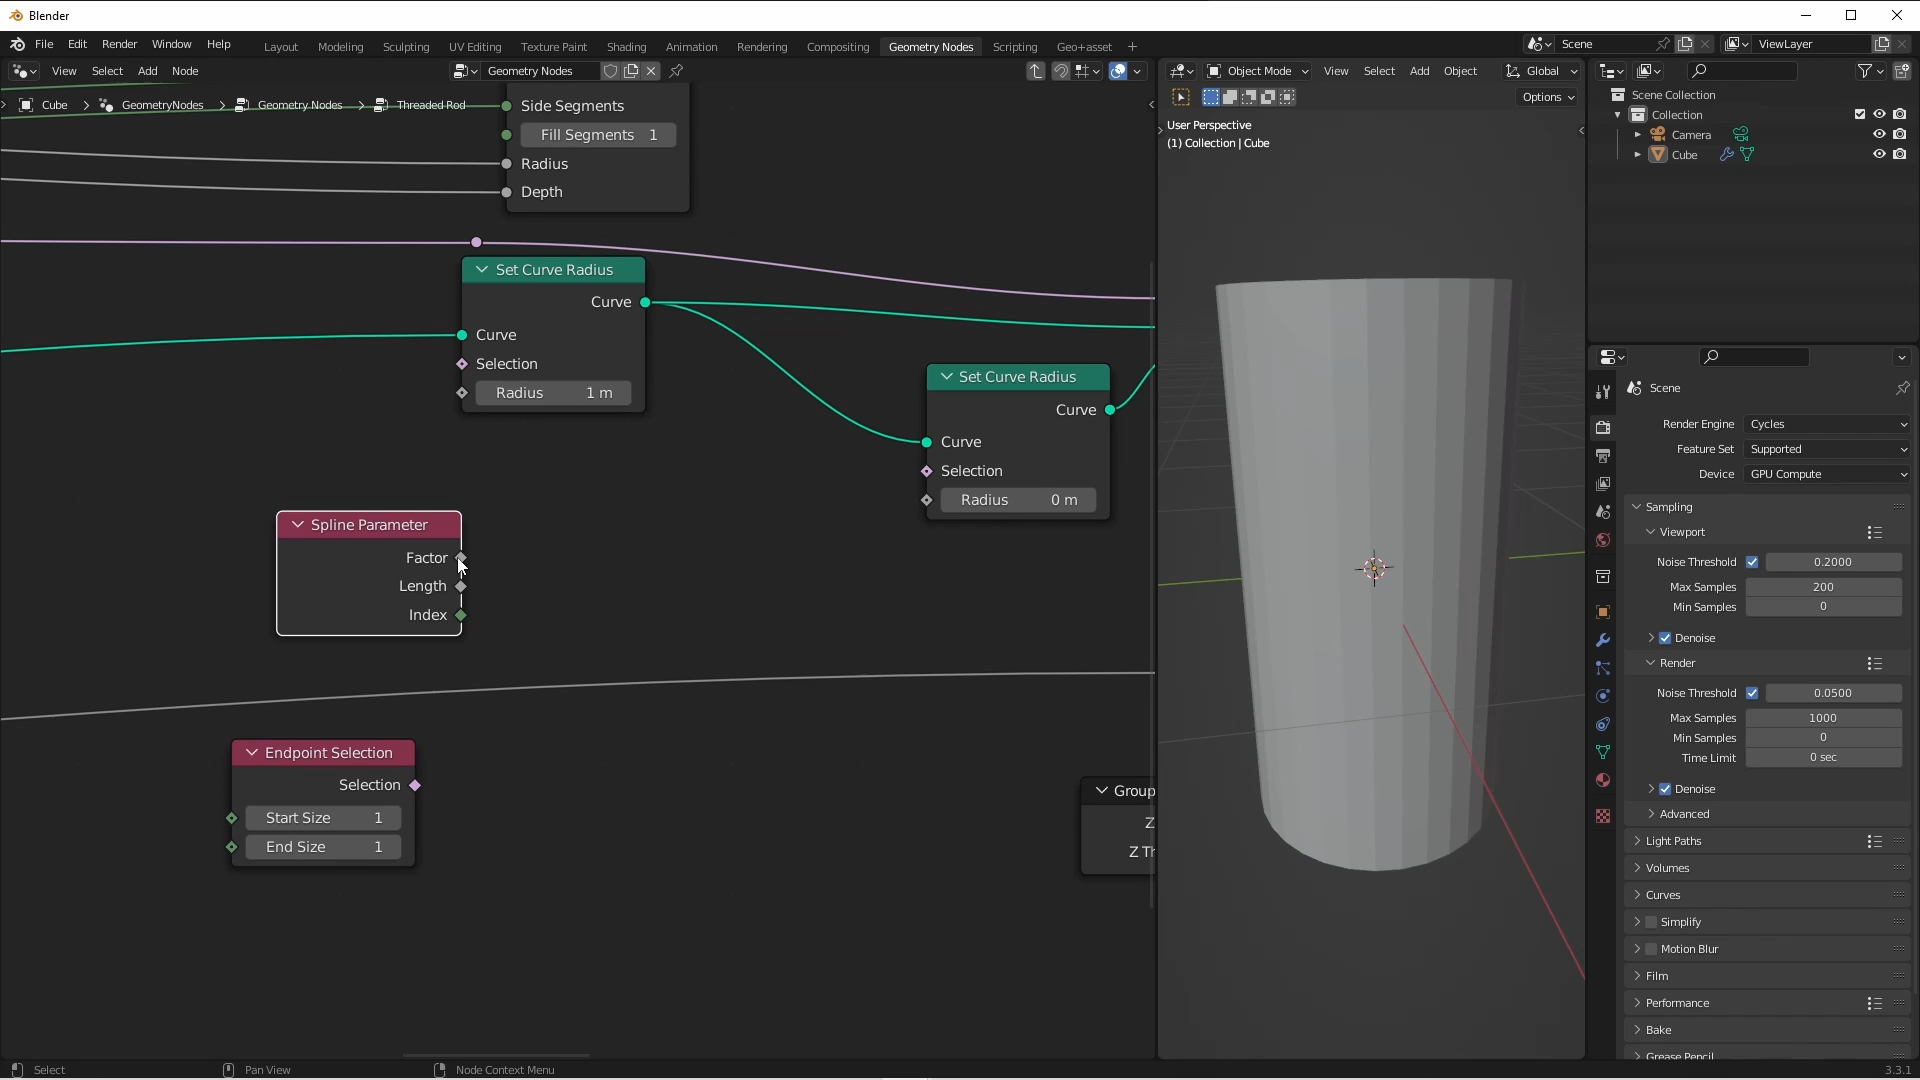 Blender
File Edit Render Window Help
Layout Modeling Sculpting UV Editing Texture Paint Shading Animation Rendering Compositing Geometry Nodes Scripting Geo+asset +
Scene
ViewLayer
View Select Add Node
Geometry Nodes
Object Mode View Select Add Object Global
Options
Cube > GeometryNodes > Geometry Nodes > Threaded Rod
Side Segments
Fill Segments 1
Radius
Depth
Set Curve Radius
Curve
Curve
Selection
Radius 1 m
Set Curve Radius
Curve
Curve
Selection
Radius 0 m
Spline Parameter
Factor
Length
Index
Endpoint Selection
Selection
Start Size 1
End Size 1
Group
Z
Z Th
User Perspective
(1) Collection | Cube
Scene Collection
Collection
Camera
Cube
Scene
Render Engine Cycles
Feature Set Supported
Device GPU Compute
Sampling
Viewport
Noise Threshold 0.2000
Max Samples 200
Min Samples 0
Denoise
Render
Noise Threshold 0.0500
Max Samples 1000
Min Samples 0
Time Limit 0 sec
Denoise
Advanced
Light Paths
Volumes
Curves
Simplify
Motion Blur
Film
Performance
Bake
Grease Pencil
Select Pan View Node Context Menu 3.3.1